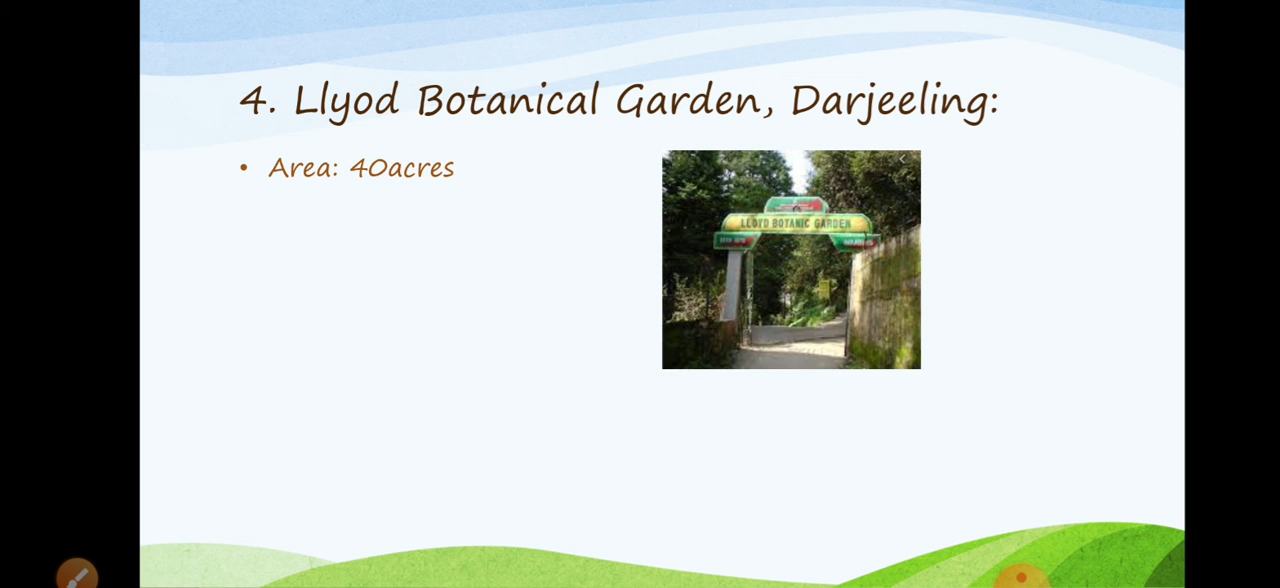 4. Llyod Botanical Garden, Darjeeling:
• Area: 40acres
LLOYD BOTANIC GARDEN